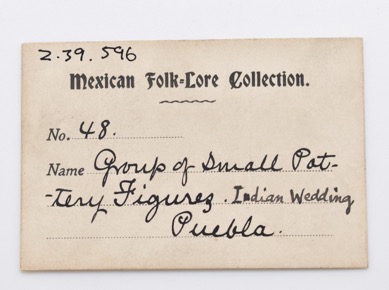 2.39.596
Mexican Folk=Lore Collection.
No. 48.
Name Group of Small Pot-
-tery Figures. Indian Wedding
Puebla.